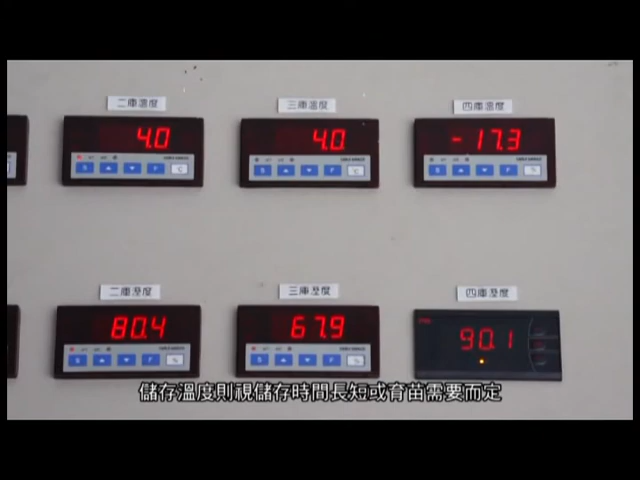 二庫溫度
三庫溫度
四庫溫度
4.0
4.0
-17.3
二庫溼度
三庫溼度
四庫溼度
80.4
67.9
90.1
儲存溫度則視儲存時間長短或育苗需要而定